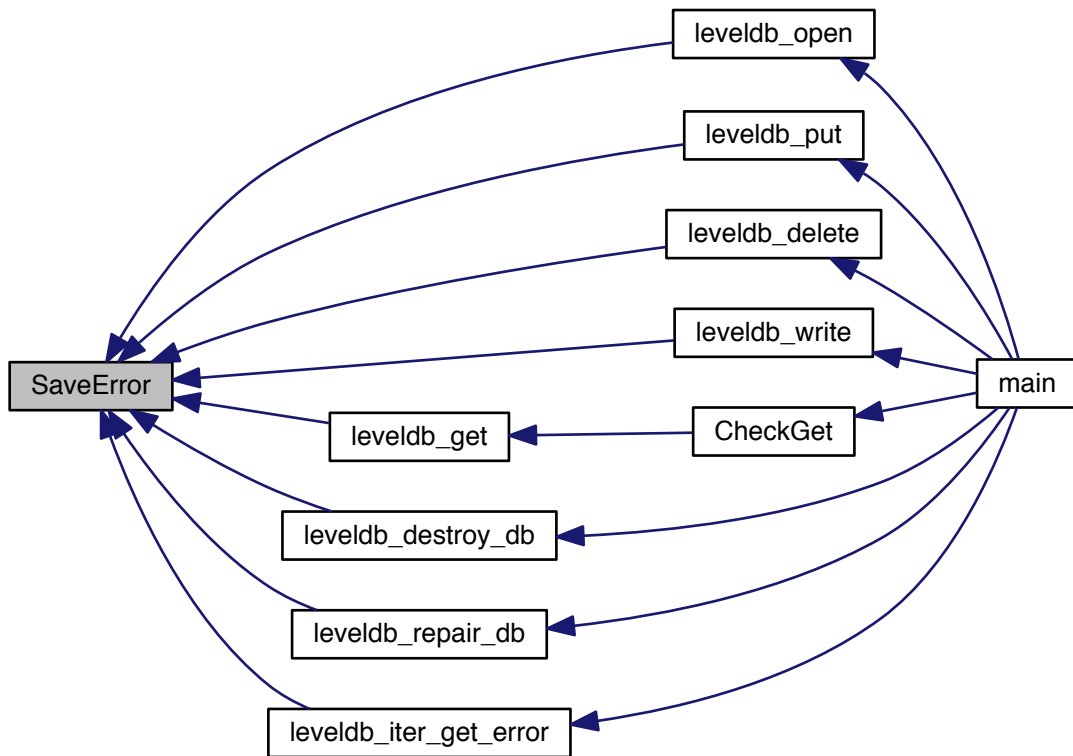 leveldb_open
leveldb_put
leveldb_delete
leveldb_write
SaveError
main
leveldb_get
CheckGet
leveldb_destroy_db
leveldb_repair_db
leveldb_iter_get_error